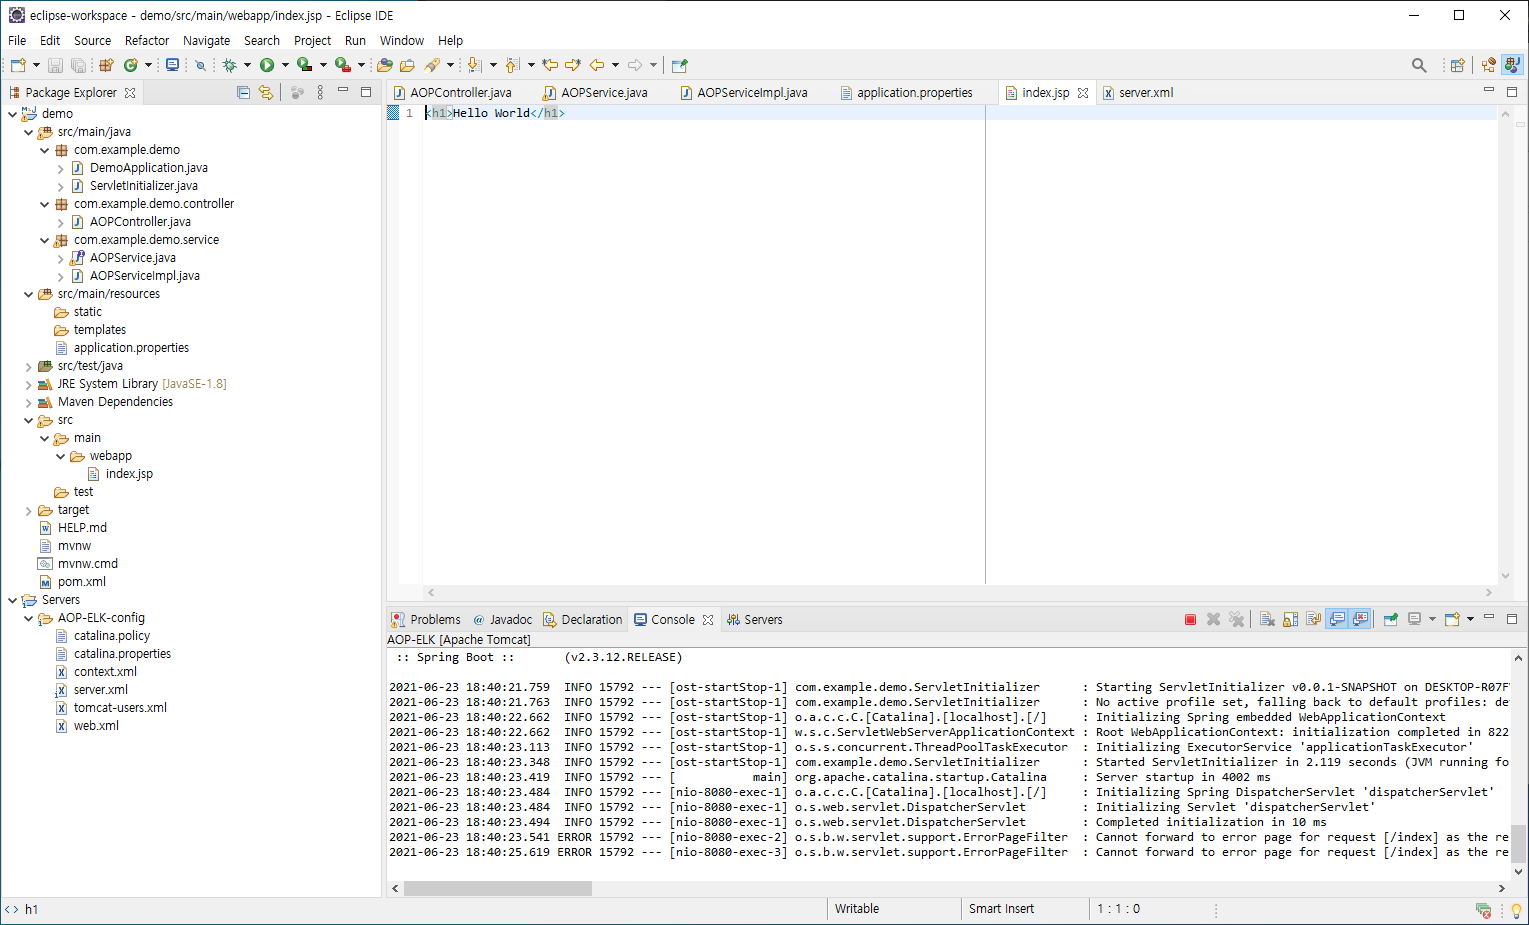 eclipse-workspace - demo/src/main/webapp/index.jsp - Eclipse IDE
File Edit Source Refactor Navigate Search Project Run Window Help
Package Explorer
demo
src/main/java
com.example.demo
DemoApplication.java
ServletInitializer.java
com.example.demo.controller
AOPController.java
com.example.demo.service
AOPService.java
AOPServiceImpl.java
src/main/resources
static
templates
application.properties
src/test/java
JRE System Library [JavaSE-1.8]
Maven Dependencies
src
main
webapp
index.jsp
test
target
HELP.md
mvnw
mvnw.cmd
pom.xml
Servers
AOP-ELK-config
catalina.policy
catalina.properties
context.xml
server.xml
tomcat-users.xml
web.xml
AOPController.java AOPService.java AOPServiceImpl.java application.properties index.jsp server.xml
1 <h1>Hello World</h1>
Problems Javadoc Declaration Console Servers
AOP-ELK [Apache Tomcat]
:: Spring Boot :: (v2.3.12.RELEASE)
2021-06-23 18:40:21.759 INFO 15792 --- [ost-startStop-1] com.example.demo.ServletInitializer : Starting ServletInitializer v0.0.1-SNAPSHOT on DESKTOP-R07F
2021-06-23 18:40:21.763 INFO 15792 --- [ost-startStop-1] com.example.demo.ServletInitializer : No active profile set, falling back to default profiles: de
2021-06-23 18:40:22.662 INFO 15792 --- [ost-startStop-1] o.a.c.c.C.[Catalina].[localhost].[/] : Initializing Spring embedded WebApplicationContext
2021-06-23 18:40:22.662 INFO 15792 --- [ost-startStop-1] w.s.c.ServletWebServerApplicationContext : Root WebApplicationContext: initialization completed in 822
2021-06-23 18:40:23.113 INFO 15792 --- [ost-startStop-1] o.s.s.concurrent.ThreadPoolTaskExecutor : Initializing ExecutorService 'applicationTaskExecutor'
2021-06-23 18:40:23.348 INFO 15792 --- [ost-startStop-1] com.example.demo.ServletInitializer : Started ServletInitializer in 2.119 seconds (JVM running fo
2021-06-23 18:40:23.419 INFO 15792 --- [ main] org.apache.catalina.startup.Catalina : Server startup in 4002 ms
2021-06-23 18:40:23.484 INFO 15792 --- [nio-8080-exec-1] o.a.c.c.C.[Catalina].[localhost].[/] : Initializing Spring DispatcherServlet 'dispatcherServlet'
2021-06-23 18:40:23.484 INFO 15792 --- [nio-8080-exec-1] o.s.web.servlet.DispatcherServlet : Initializing Servlet 'dispatcherServlet'
2021-06-23 18:40:23.494 INFO 15792 --- [nio-8080-exec-1] o.s.web.servlet.DispatcherServlet : Completed initialization in 10 ms
2021-06-23 18:40:23.541 ERROR 15792 --- [nio-8080-exec-2] o.s.b.w.servlet.support.ErrorPageFilter : Cannot forward to error page for request [/index] as the re
2021-06-23 18:40:25.619 ERROR 15792 --- [nio-8080-exec-3] o.s.b.w.servlet.support.ErrorPageFilter : Cannot forward to error page for request [/index] as the re
h1 Writable Smart Insert 1 : 1 : 0